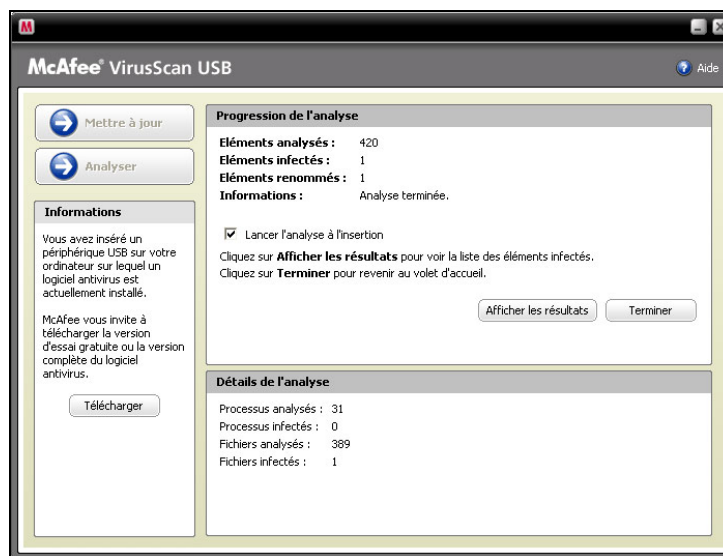 McAfee® VirusScan USB
Aide
Mettre à jour
Analyser
Informations
Vous avez inséré un
périphérique USB sur votre
ordinateur sur lequel un
logiciel antivirus est
actuellement installé.
McAfee vous invite à
télécharger la version
d'essai gratuite ou la version
complète du logiciel
antivirus.
Télécharger
Progression de l'analyse
Eléments analysés : 420
Eléments infectés : 1
Eléments renommés : 1
Informations : Analyse terminée.
Lancer l'analyse à l'insertion
Cliquez sur Afficher les résultats pour voir la liste des éléments infectés.
Cliquez sur Terminer pour revenir au volet d'accueil.
Afficher les résultats
Terminer
Détails de l'analyse
Processus analysés : 31
Processus infectés : 0
Fichiers analysés : 389
Fichiers infectés : 1